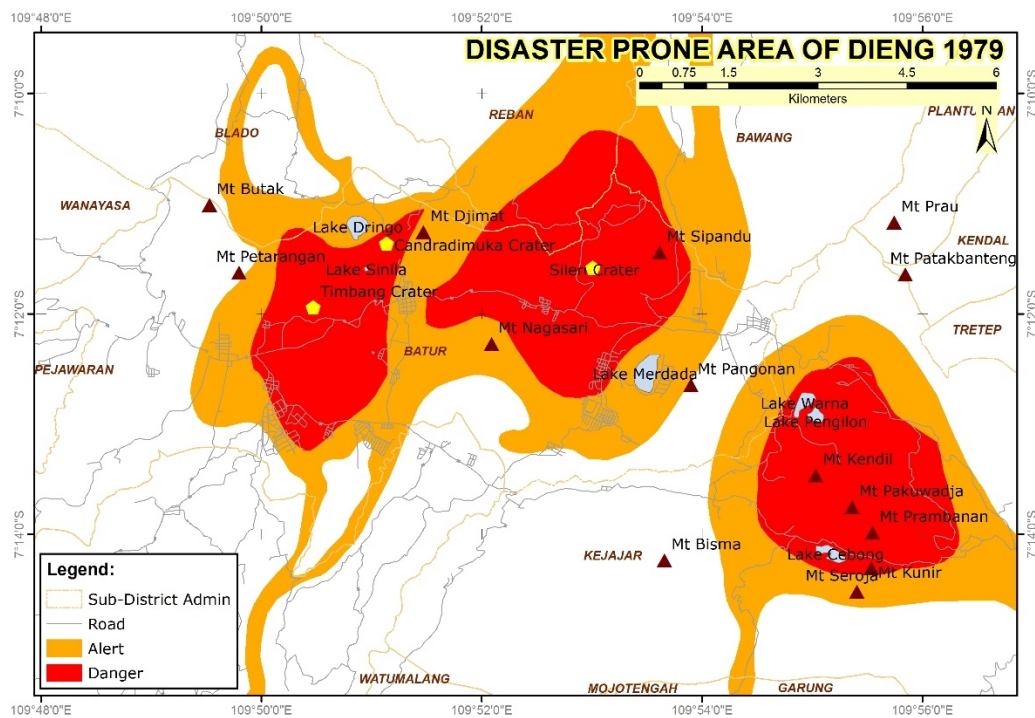 109°48'0"E 109°50'0"E 109°52'0"E 109°54'0"E 109°56'0"E
DISASTER PRONE AREA OF DIENG 1979
0 0.75 1.5 3 4.5 6
Kilometers
N
7°10'0"S 7°10'0"S
REBAN
BLADO
BAWANG
WANAYASA
Mt Butak
Lake Dringo
Mt Djimat
Mt Prau
Candradimuka Crater
Mt Sipandu
KENDAL
Mt Petarangan
Mt Patakbanteng
Lake Sinila
Silen Crater
Timbang Crater
7°12'0"S 7°12'0"S
Mt Nagasari
TRETEP
BATUR
PEJAWARAN
Lake Merdada
Mt Pangonan
Lake Warna
Lake Pengilon
Mt Kendil
Mt Pakuwadja
Mt Prambanan
7°14'0"S 7°14'0"S
KEJAJAR
Mt Bisma
Lake Cebong
Mt Kunir
Mt Seroja
Legend:
Sub-District Admin
Road
Alert
Danger
WATUMALANG
MOJOTENGAH
GARUNG
109°48'0"E 109°50'0"E 109°52'0"E 109°54'0"E 109°56'0"E